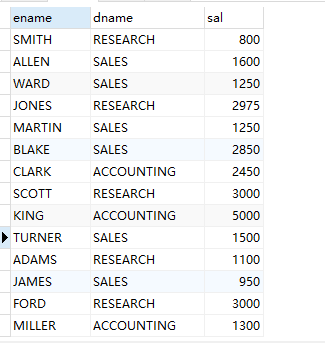 ename dname sal
SMITH RESEARCH 800
ALLEN SALES 1600
WARD SALES 1250
JONES RESEARCH 2975
MARTIN SALES 1250
BLAKE SALES 2850
CLARK ACCOUNTING 2450
SCOTT RESEARCH 3000
KING ACCOUNTING 5000
TURNER SALES 1500
ADAMS RESEARCH 1100
JAMES SALES 950
FORD RESEARCH 3000
MILLER ACCOUNTING 1300